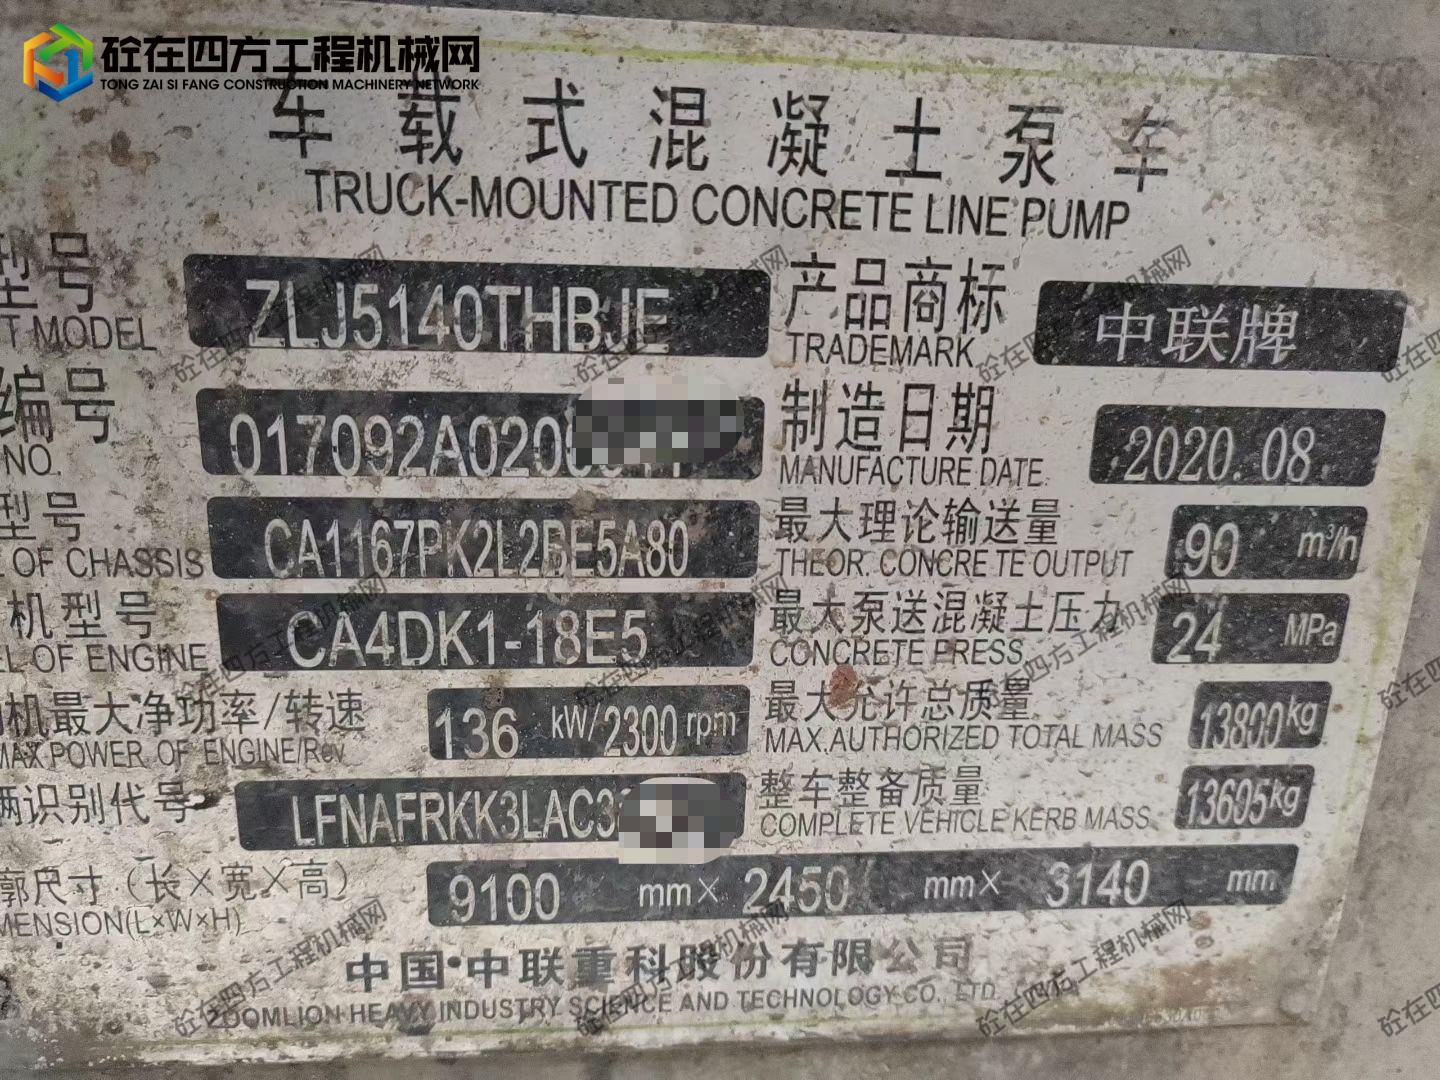 砼在四方工程机械网
TONG ZAI SI FANG CONSTRUCTION MACHINERY NETWORK
车载式混凝土泵车
TRUCK-MOUNTED CONCRETE LINE PUMP
型号 ZLJ5140THBJE 产品商标 中联牌
T MODEL TRADEMARK
编号 017092A020 制造日期 2020.08
NO. MANUFACTURE DATE
型号 CA1167PK2L2BE5A80 最大理论输送量 90 m³/h
OF CHASSIS THEOR. CONCRETE OUTPUT
机型号 CA4DK1-18E5 最大泵送混凝土压力 24 MPa
EL OF ENGINE CONCRETE PRESS.
机最大净功率/转速 136 kW/2300rpm 最大允许总质量 13800kg
MAX POWER OF ENGINE/Rev MAX.AUTHORIZED TOTAL MASS
辆识别代号 LFNAFRKK3LAC3 整车整备质量 13605kg
COMPLETE VEHICLE KERB MASS
廓尺寸(长×宽×高) 9100 mm× 2450 mm× 3140 mm
MENSION(L×W×H)
中国·中联重科股份有限公司
ZOOMLION HEAVY INDUSTRY SCIENCE AND TECHNOLOGY CO., LTD.